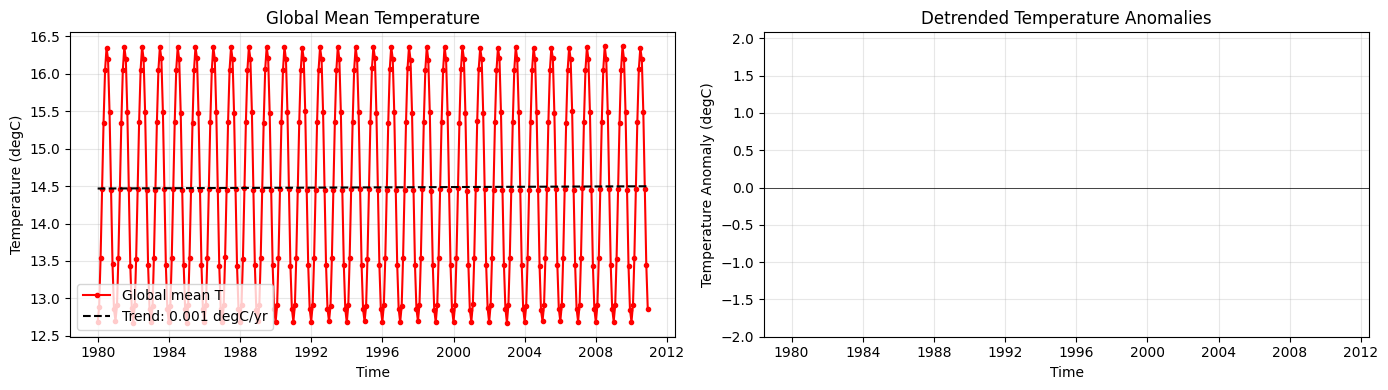 Global Mean Temperature
Temperature (degC)
16.5
16.0
15.5
15.0
14.5
14.0
13.5
13.0
12.5
Global mean T
Trend: 0.001 degC/yr
1980 1984 1988 1992 1996 2000 2004 2008 2012
Time
Detrended Temperature Anomalies
Temperature Anomaly (degC)
2.0
1.5
1.0
0.5
0.0
−0.5
−1.0
−1.5
−2.0
1980 1984 1988 1992 1996 2000 2004 2008 2012
Time